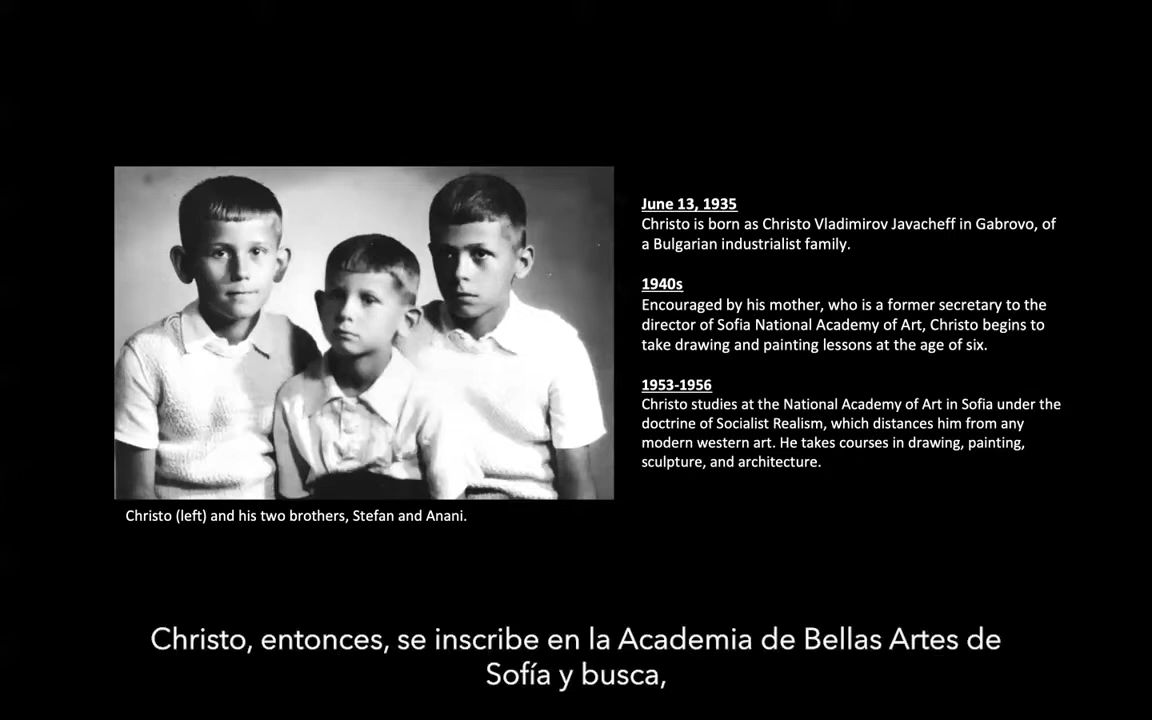 June 13, 1935
Christo is born as Christo Vladimirov Javacheff in Gabrovo, of
a Bulgarian industrialist family.
1940s
Encouraged by his mother, who is a former secretary to the
director of Sofia National Academy of Art, Christo begins to
take drawing and painting lessons at the age of six.
1953-1956
Christo studies at the National Academy of Art in Sofia under the
doctrine of Socialist Realism, which distances him from any
modern western art. He takes courses in drawing, painting,
sculpture, and architecture.
Christo (left) and his two brothers, Stefan and Anani.
Christo, entonces, se inscribe en la Academia de Bellas Artes de
Sofía y busca,